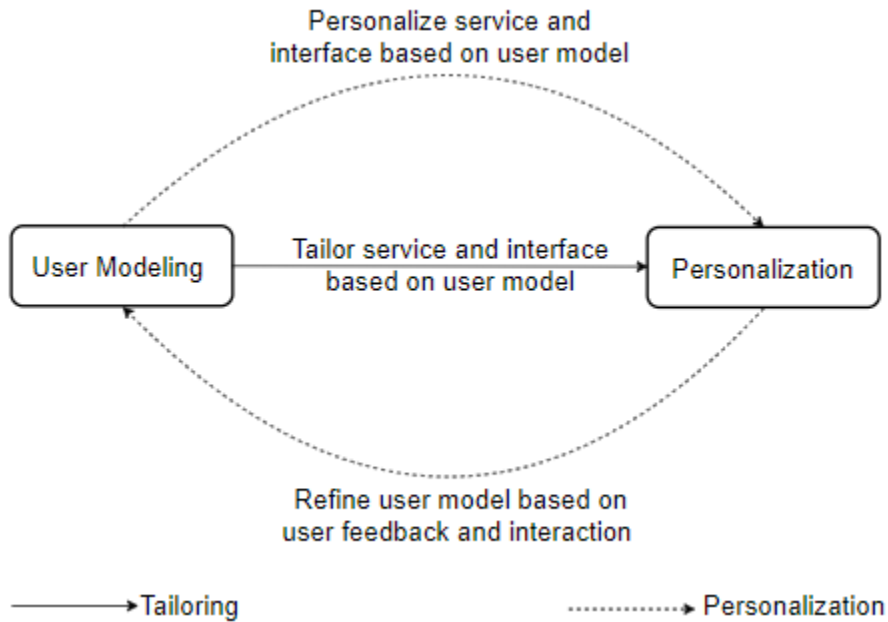 Personalize service and
interface based on user model
User Modeling
Tailor service and interface
based on user model
Personalization
Refine user model based on
user feedback and interaction
Tailoring
Personalization